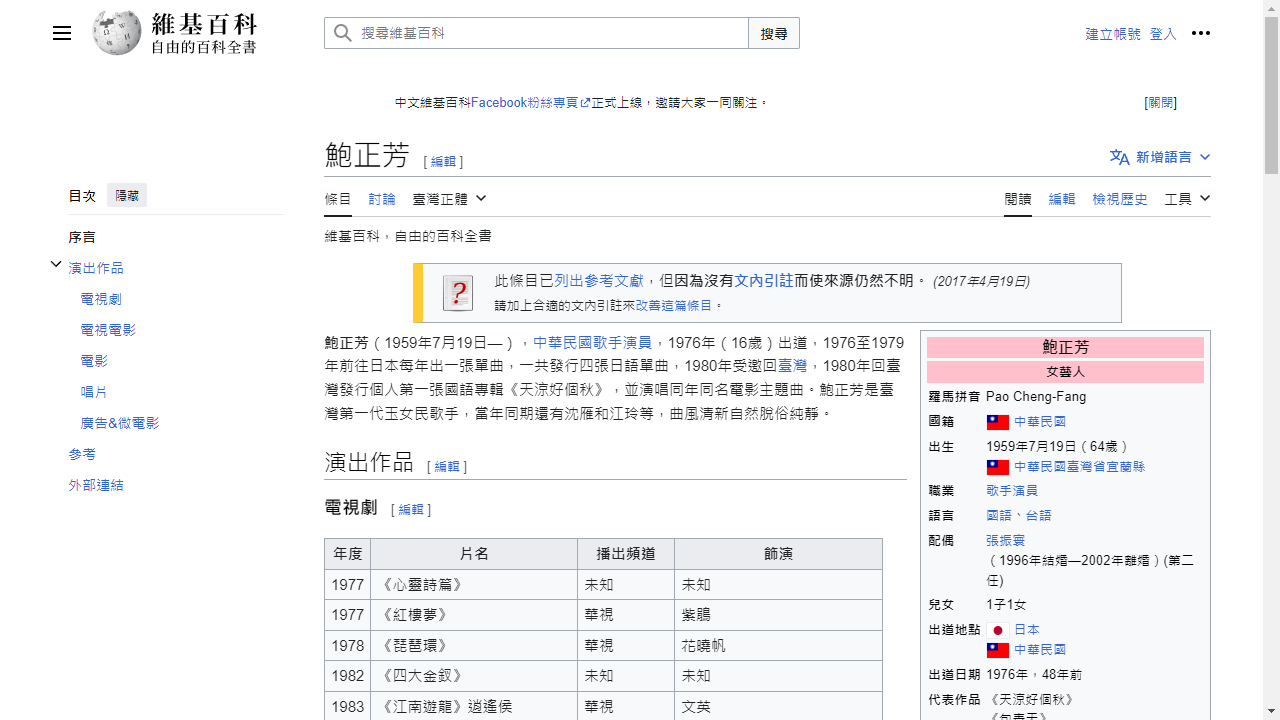 維基百科
自由的百科全書
搜尋維基百科
搜尋
建立帳號 登入
中文維基百科Facebook粉絲專頁正式上線，邀請大家一同關注。
[關閉]
鮑正芳 [編輯]
新增語言
目次 隱藏
條目 討論 臺灣正體
閱讀 編輯 檢視歷史 工具
序言
演出作品
電視劇
電視電影
電影
唱片
廣告&微電影
參考
外部連結
維基百科，自由的百科全書
此條目已列出參考文獻，但因為沒有文內引註而使來源仍然不明。 (2017年4月19日)
請加上合適的文內引註來改善這篇條目。
鮑正芳（1959年7月19日—），中華民國歌手演員，1976年（16歲）出道，1976至1979
年前往日本每年出一張單曲，一共發行四張日語單曲，1980年受邀回臺灣，1980年回臺
灣發行個人第一張國語專輯《天涼好個秋》，並演唱同年同名電影主題曲。鮑正芳是臺
灣第一代玉女民歌手，當年同期還有沈雁和江玲等，曲風清新自然脫俗純靜。
演出作品 [編輯]
電視劇 [編輯]
年度 片名 播出頻道 飾演
1977 《心靈詩篇》 未知 未知
1977 《紅樓夢》 華視 紫鵑
1978 《琵琶環》 華視 花曉帆
1982 《四大金釵》 未知 未知
1983 《江南遊龍》逍遙侯 華視 文英
鮑正芳
女藝人
羅馬拼音 Pao Cheng-Fang
國籍 中華民國
出生 1959年7月19日（64歲）
中華民國臺灣省宜蘭縣
職業 歌手演員
語言 國語、台語
配偶 張振寰
（1996年結婚—2002年離婚）(第二
任)
兒女 1子1女
出道地點 日本
中華民國
出道日期 1976年，48年前
代表作品 《天涼好個秋》